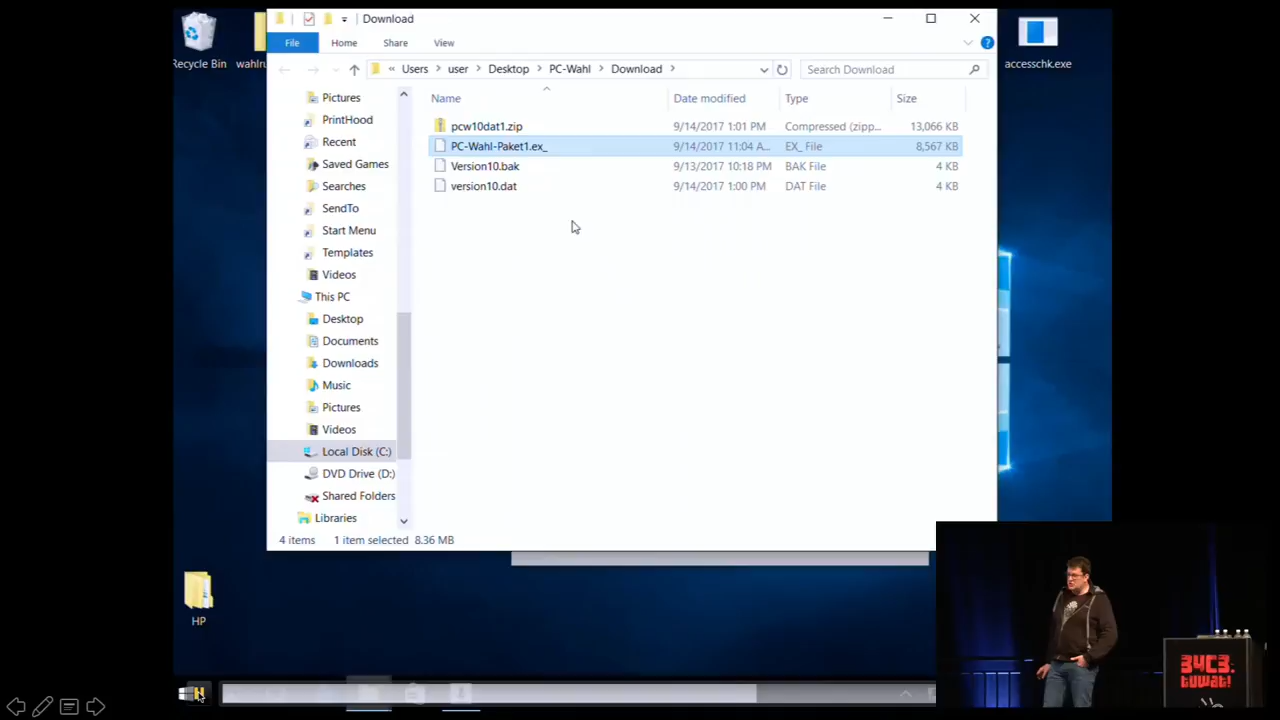 Download
File Home Share View
« Users > user > Desktop > PC-Wahl > Download >
Search Download
Recycle Bin
wahlru
accesschk.exe
Name Date modified Type Size
pcw10dat1.zip 9/14/2017 1:01 PM Compressed (zipp... 13,066 KB
PC-Wahl-Paket1.ex_ 9/14/2017 11:04 A... EX_ File 8,567 KB
Version10.bak 9/13/2017 10:18 PM BAK File 4 KB
version10.dat 9/14/2017 1:00 PM DAT File 4 KB
Pictures
PrintHood
Recent
Saved Games
Searches
SendTo
Start Menu
Templates
Videos
This PC
Desktop
Documents
Downloads
Music
Pictures
Videos
Local Disk (C:)
DVD Drive (D:)
Shared Folders
Libraries
4 items 1 item selected 8.36 MB
HP
34C3.
tuwat!